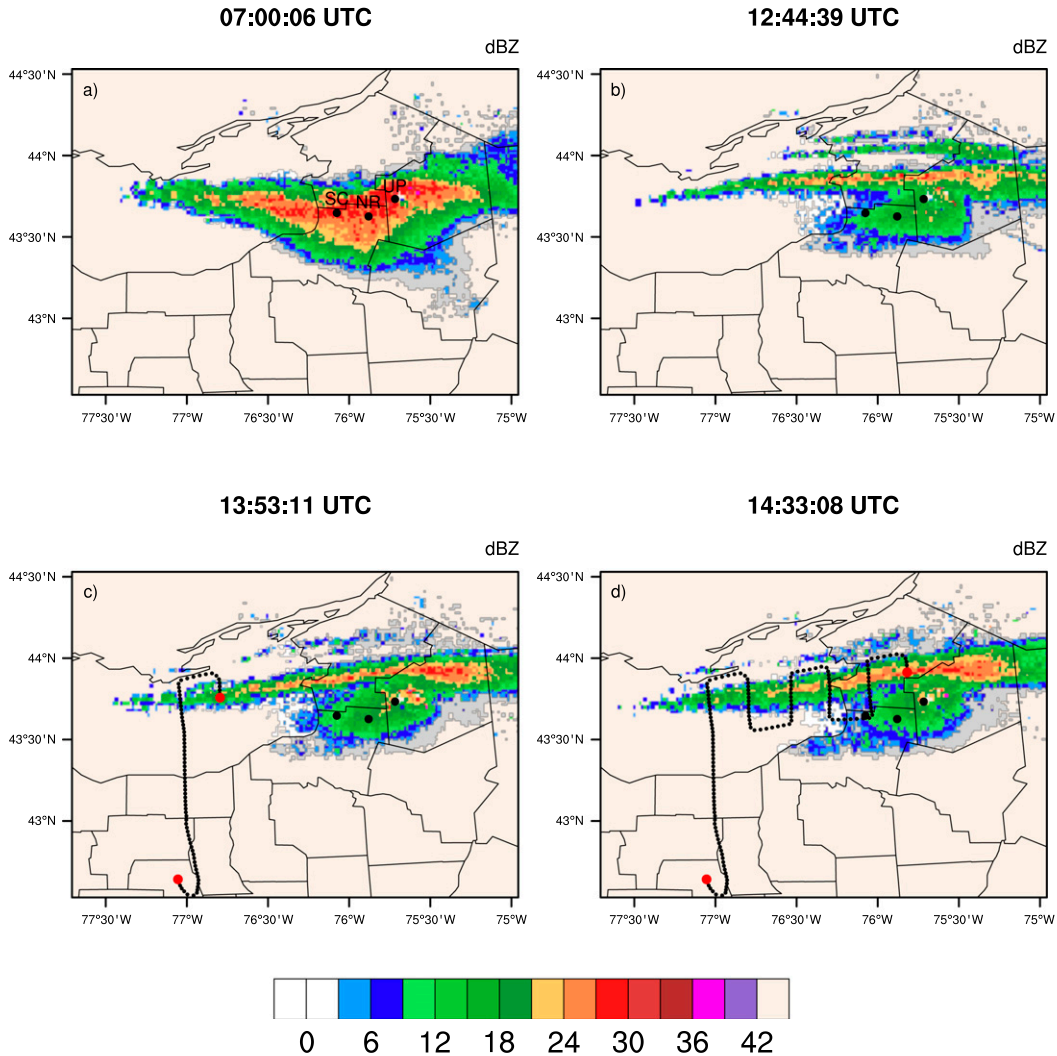 07:00:06 UTC
dBZ
a)
44°30'N
44°N
43°30'N
43°N
SC NR UP
77°30'W 77°W 76°30'W 76°W 75°30'W 75°W
12:44:39 UTC
dBZ
b)
44°30'N
44°N
43°30'N
43°N
77°30'W 77°W 76°30'W 76°W 75°30'W 75°W
13:53:11 UTC
dBZ
c)
44°30'N
44°N
43°30'N
43°N
77°30'W 77°W 76°30'W 76°W 75°30'W 75°W
14:33:08 UTC
dBZ
d)
44°30'N
44°N
43°30'N
43°N
77°30'W 77°W 76°30'W 76°W 75°30'W 75°W
0 6 12 18 24 30 36 42